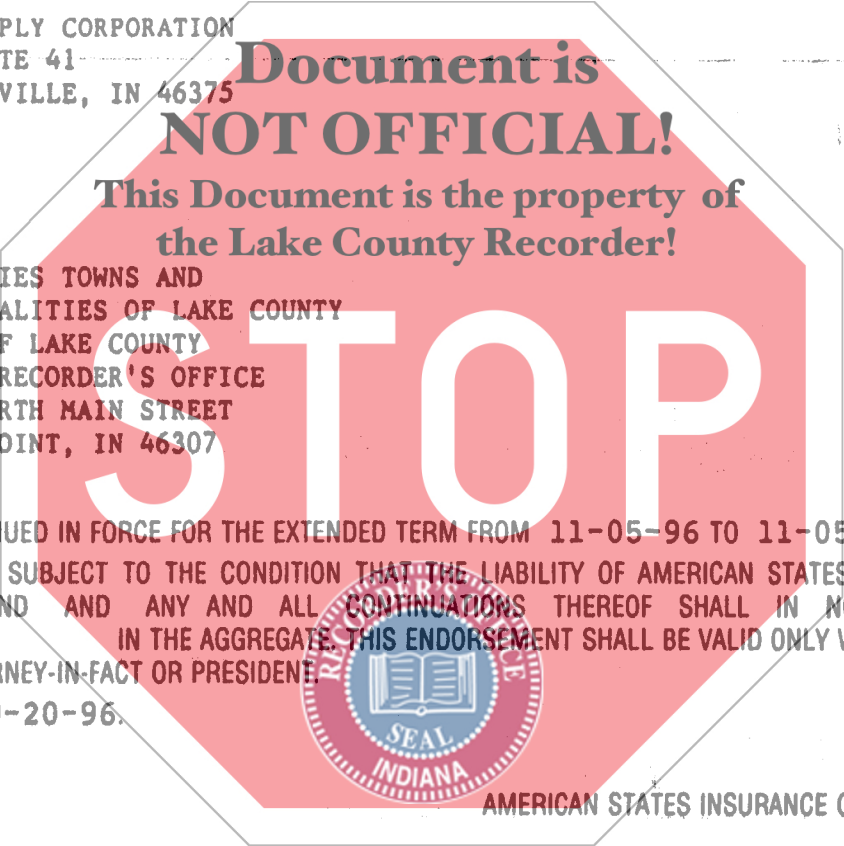 PLY CORPORATION
TE 41
VILLE, IN 46375
Document is
NOT OFFICIAL!
This Document is the property of
the Lake County Recorder!
IES TOWNS AND
ALITIES OF LAKE COUNTY
F LAKE COUNTY
RECORDER'S OFFICE
RTH MAIN STREET
OINT, IN 46307
STOP
UED IN FORCE FOR THE EXTENDED TERM FROM 11-05-96 TO 11-05
SUBJECT TO THE CONDITION THAT THE LIABILITY OF AMERICAN STATES
ND AND ANY AND ALL CONTINUATIONS THEREOF SHALL IN N
IN THE AGGREGATE. THIS ENDORSEMENT SHALL BE VALID ONLY
RNEY-IN-FACT OR PRESIDENT.
-20-96.
RECORDER'S OFFICE
SEAL
INDIANA
AMERICAN STATES INSURANCE